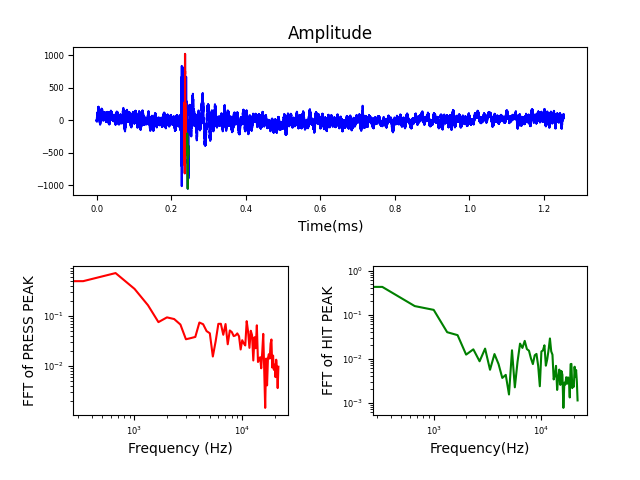 Amplitude
1000
500
0
−500
−1000
0.0 0.2 0.4 0.6 0.8 1.0 1.2
Time(ms)
FFT of PRESS PEAK
10⁻¹
10⁻²
10³ 10⁴
Frequency (Hz)
FFT of HIT PEAK
10⁰
10⁻¹
10⁻²
10⁻³
10³ 10⁴
Frequency(Hz)